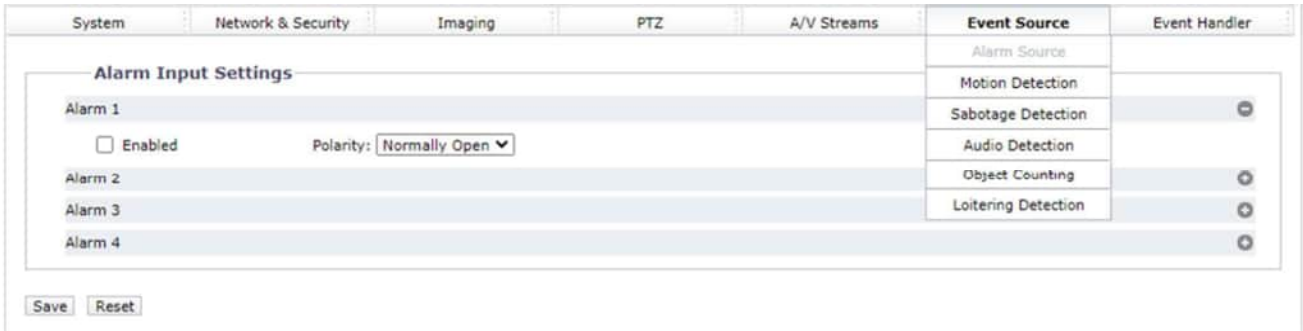 System Network & Security Imaging PTZ A/V Streams Event Source Event Handler
Alarm Source
Alarm Input Settings
Motion Detection
Alarm 1
Sabotage Detection
Enabled Polarity: Normally Open
Audio Detection
Alarm 2
Object Counting
Alarm 3
Loitering Detection
Alarm 4
Save Reset